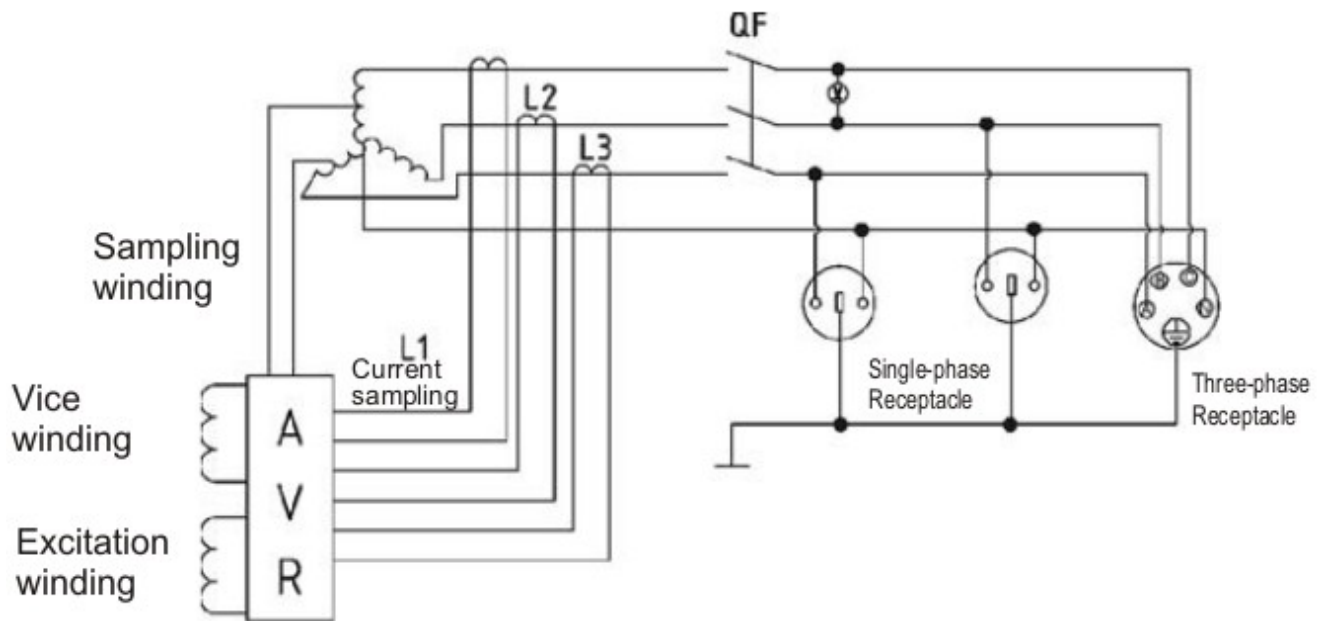 QF
L2
L3
Sampling
winding
L1
Current
sampling
Single-phase
Receptacle
Three-phase
Receptacle
Vice
winding
A
V
R
Excitation
winding